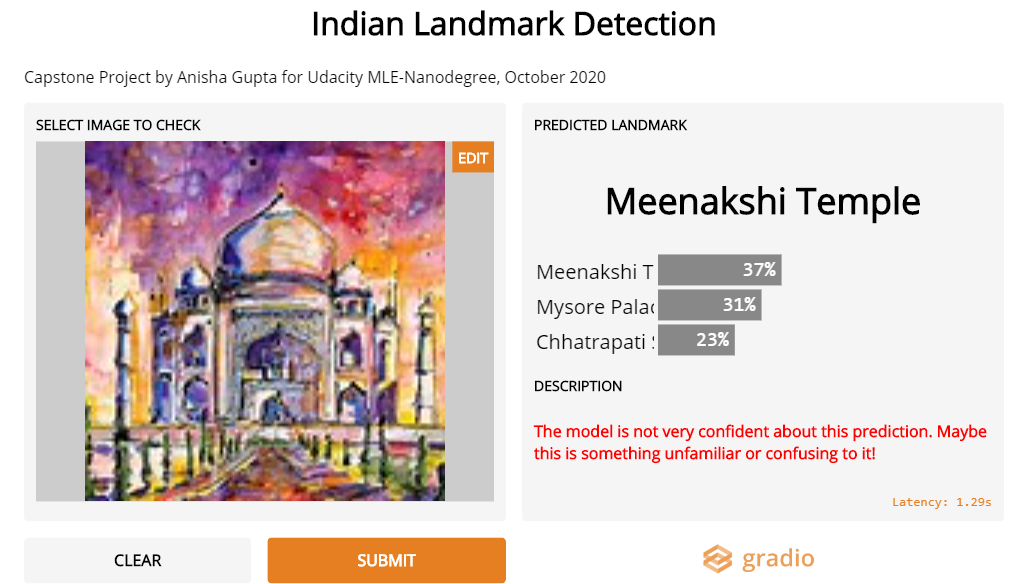 Indian Landmark Detection
Capstone Project by Anisha Gupta for Udacity MLE-Nanodegree, October 2020
SELECT IMAGE TO CHECK
EDIT
PREDICTED LANDMARK
Meenakshi Temple
Meenakshi T 37%
Mysore Palac 31%
Chhatrapati S 23%
DESCRIPTION
The model is not very confident about this prediction. Maybe
this is something unfamiliar or confusing to it!
Latency: 1.29s
CLEAR
SUBMIT
gradio